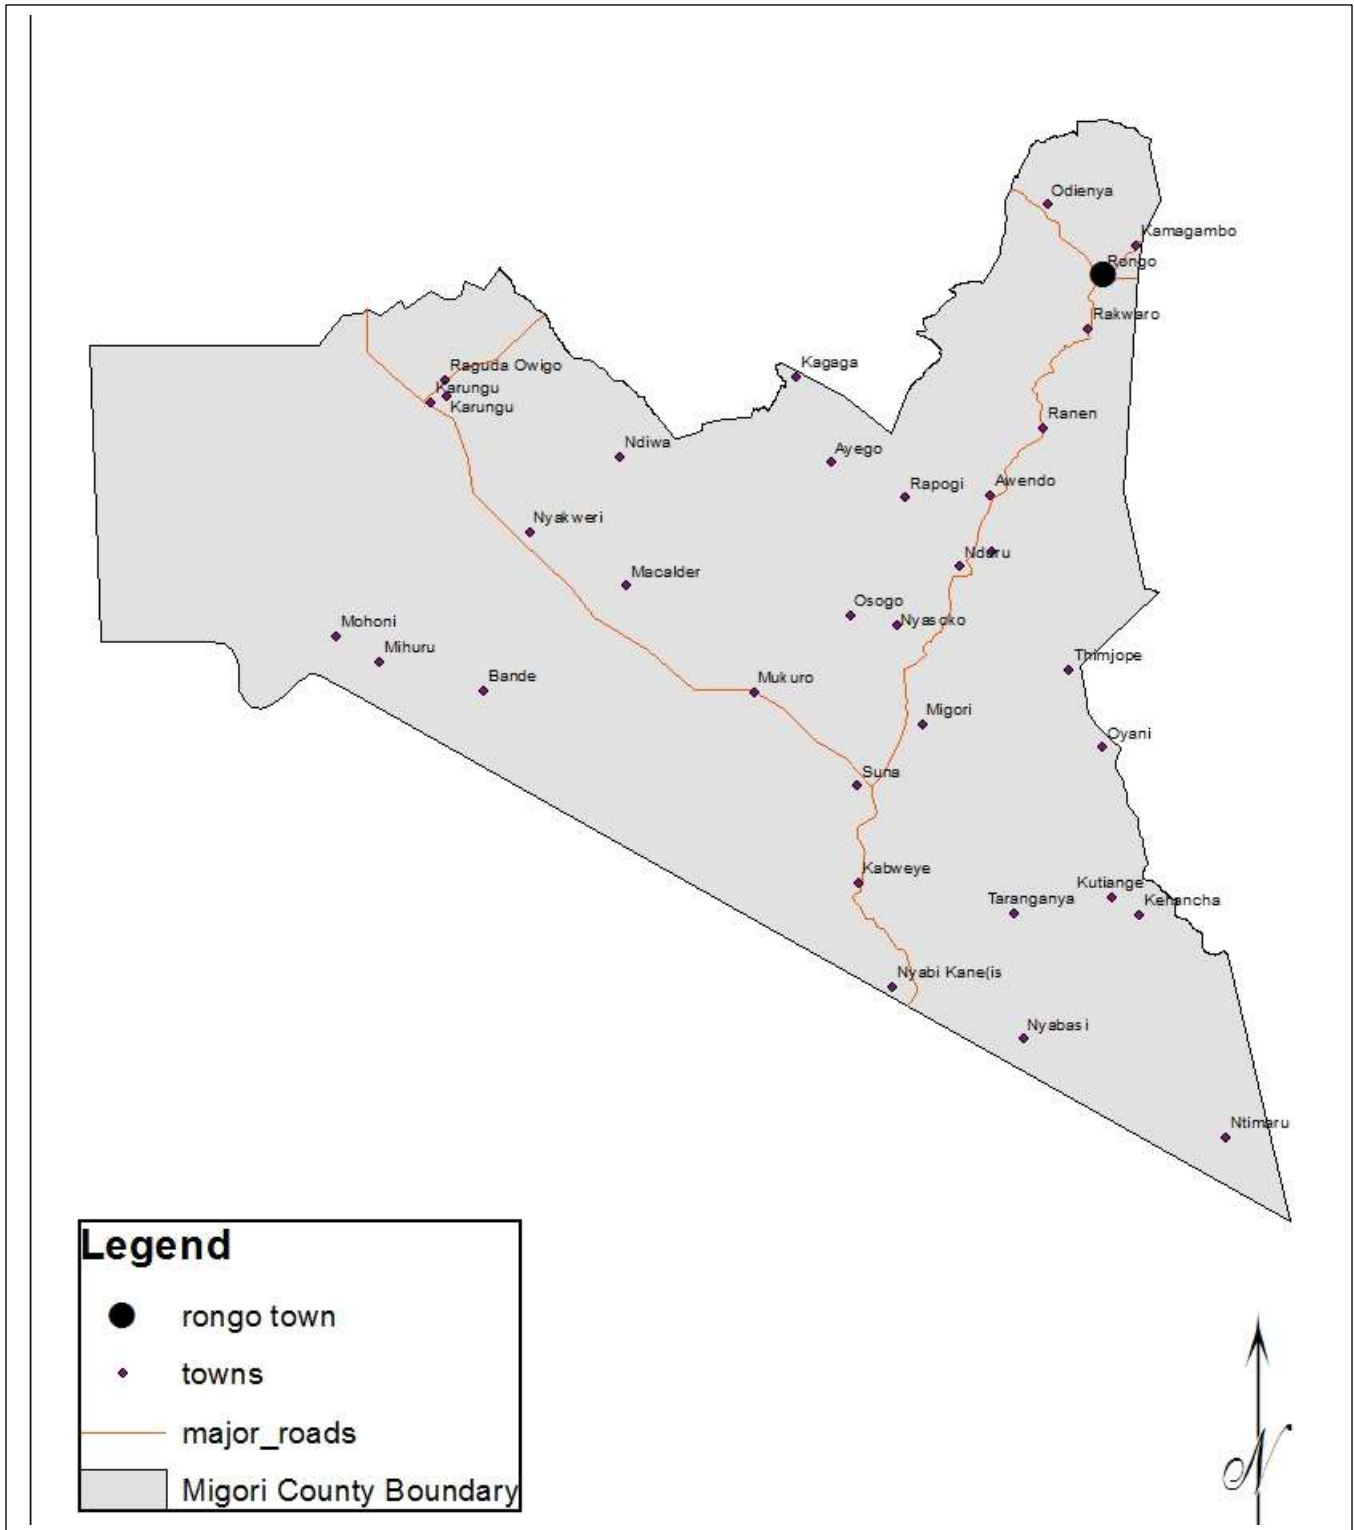 Odienya
Kamagambo
Rongo
Rakwaro
Raguda Owigo
Kagaga
Karungu
Karungu
Ranen
Ndiwa
Ayego
Rapogi
Awendo
Nyakweri
Nduru
Macalder
Osogo
Nyasoko
Mohoni
Mihuru
Thimjope
Bande
Mukuro
Migori
Oyani
Suna
Kabweye
Kutiange
Taranganya
Kehancha
Nyabi Kane(is
Nyabasi
Ntimaru
Legend
rongo town
towns
major_roads
Migori County Boundary
N